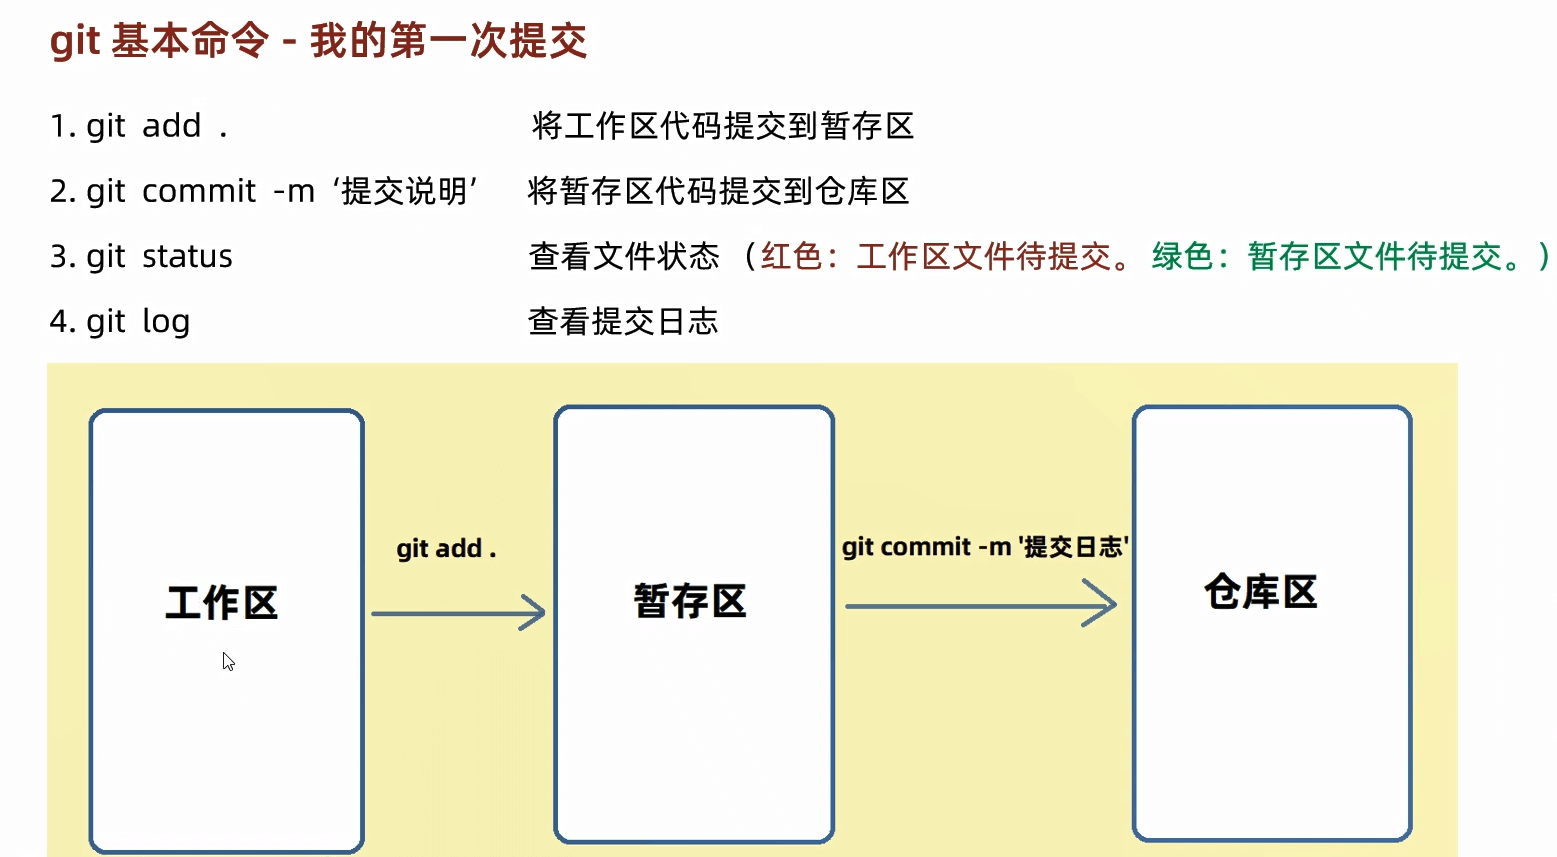 git 基本命令 - 我的第一次提交
1. git add . 将工作区代码提交到暂存区
2. git commit -m ‘提交说明’ 将暂存区代码提交到仓库区
3. git status 查看文件状态 （红色：工作区文件待提交。 绿色：暂存区文件待提交。）
4. git log 查看提交日志
git add .
git commit -m '提交日志'
工作区
暂存区
仓库区